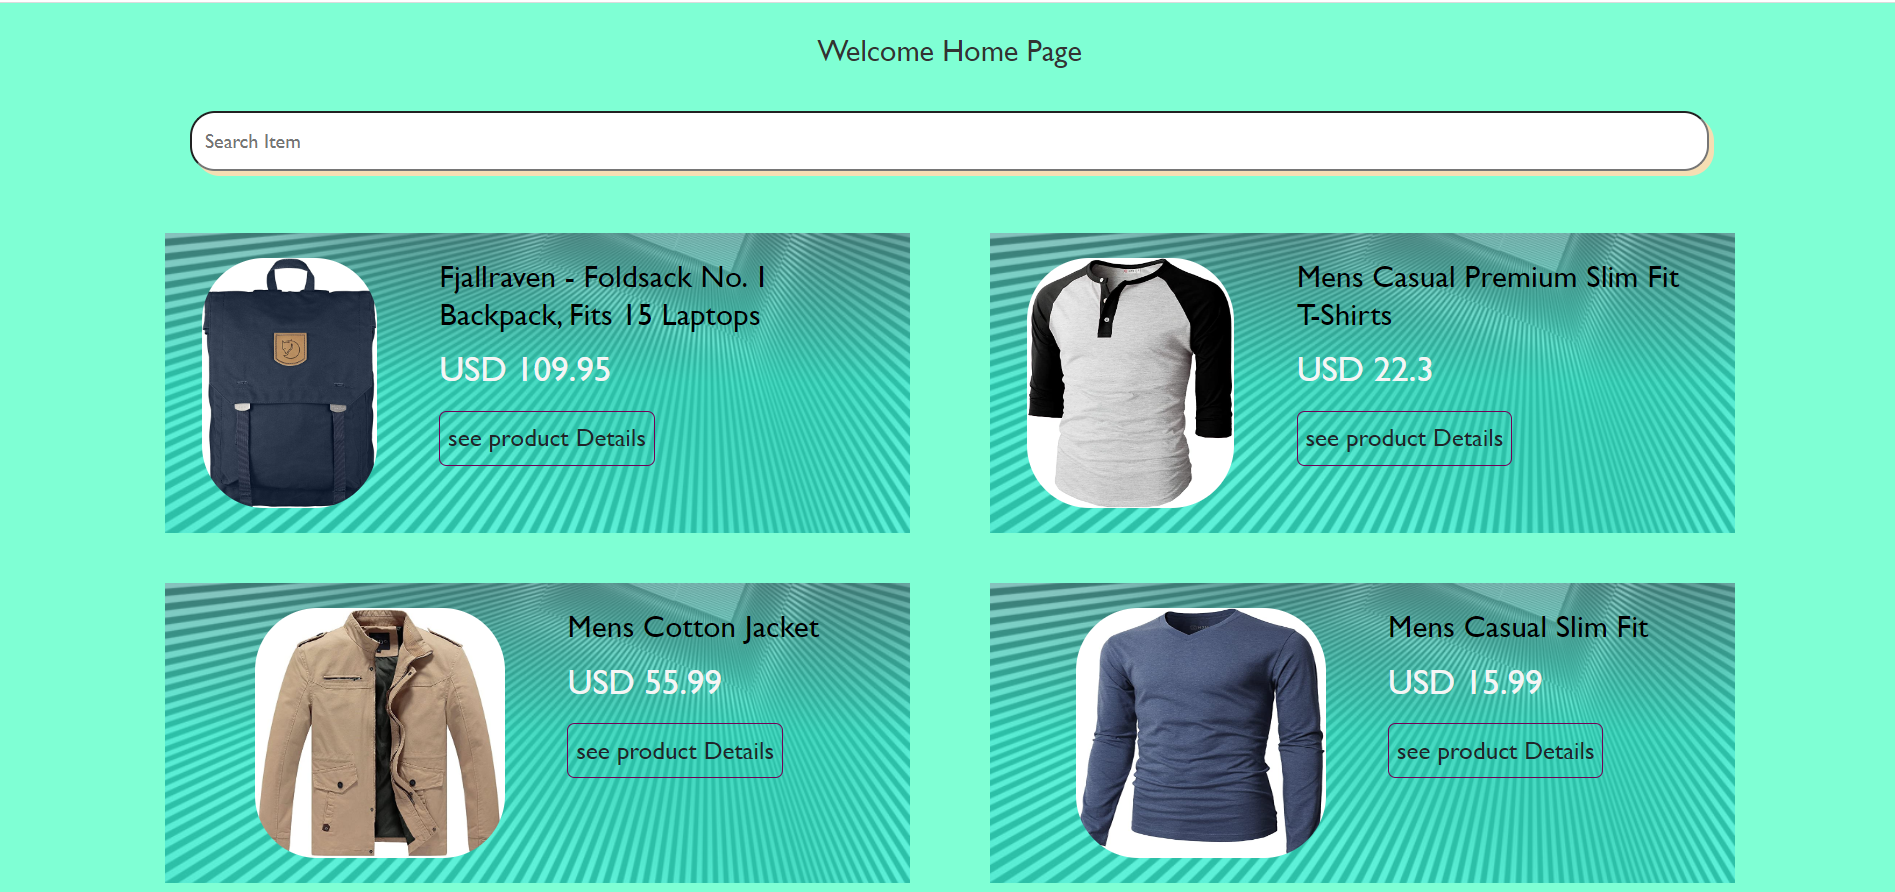 Welcome Home Page
Search Item
Fjallraven - Foldsack No. 1
Backpack, Fits 15 Laptops
USD 109.95
see product Details
Mens Casual Premium Slim Fit
T-Shirts
USD 22.3
see product Details
Mens Cotton Jacket
USD 55.99
see product Details
Mens Casual Slim Fit
USD 15.99
see product Details